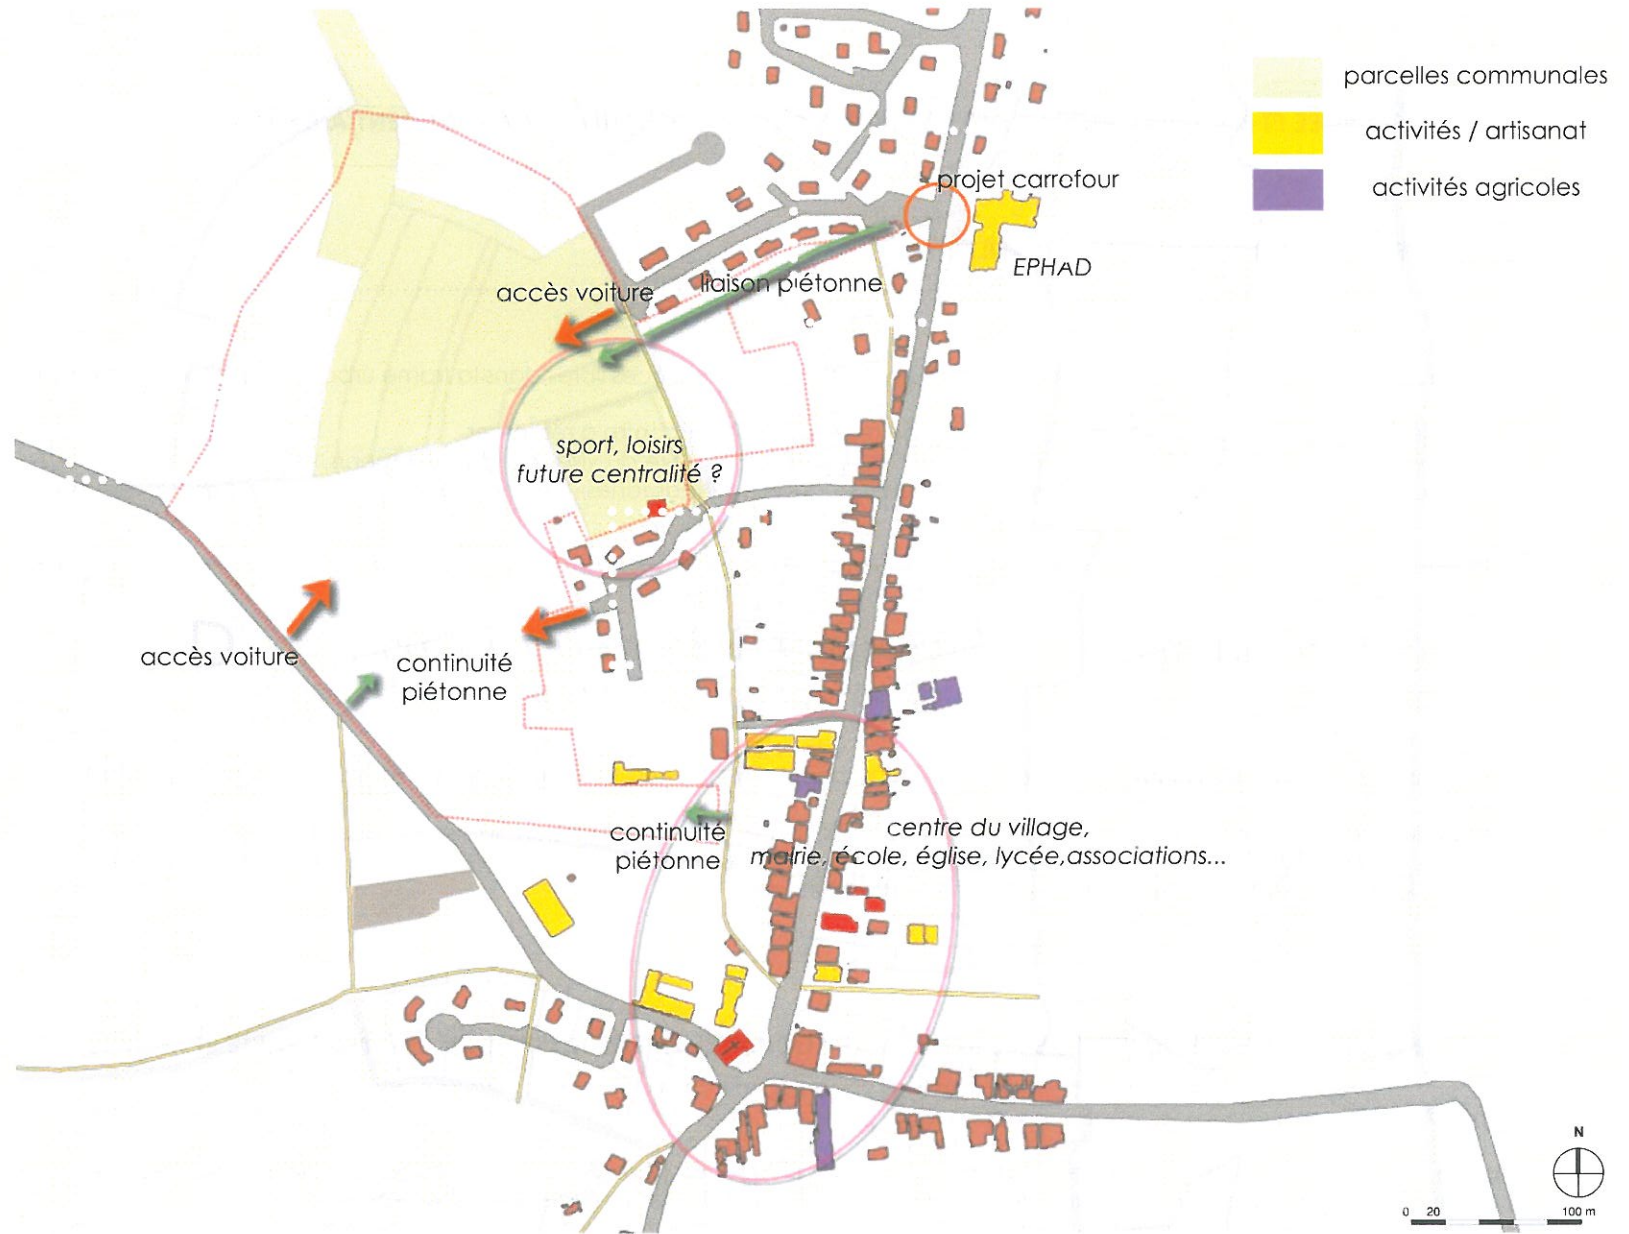 parcelles communales
activités / artisanat
activités agricoles
projet carrefour
EPHAD
accès voiture
liaison piétonne
sport, loisirs
future centralité ?
accès voiture
continuité
piétonne
continuité
piétonne
centre du village,
mairie, école, église, lycée,associations...
N
0 20 100 m